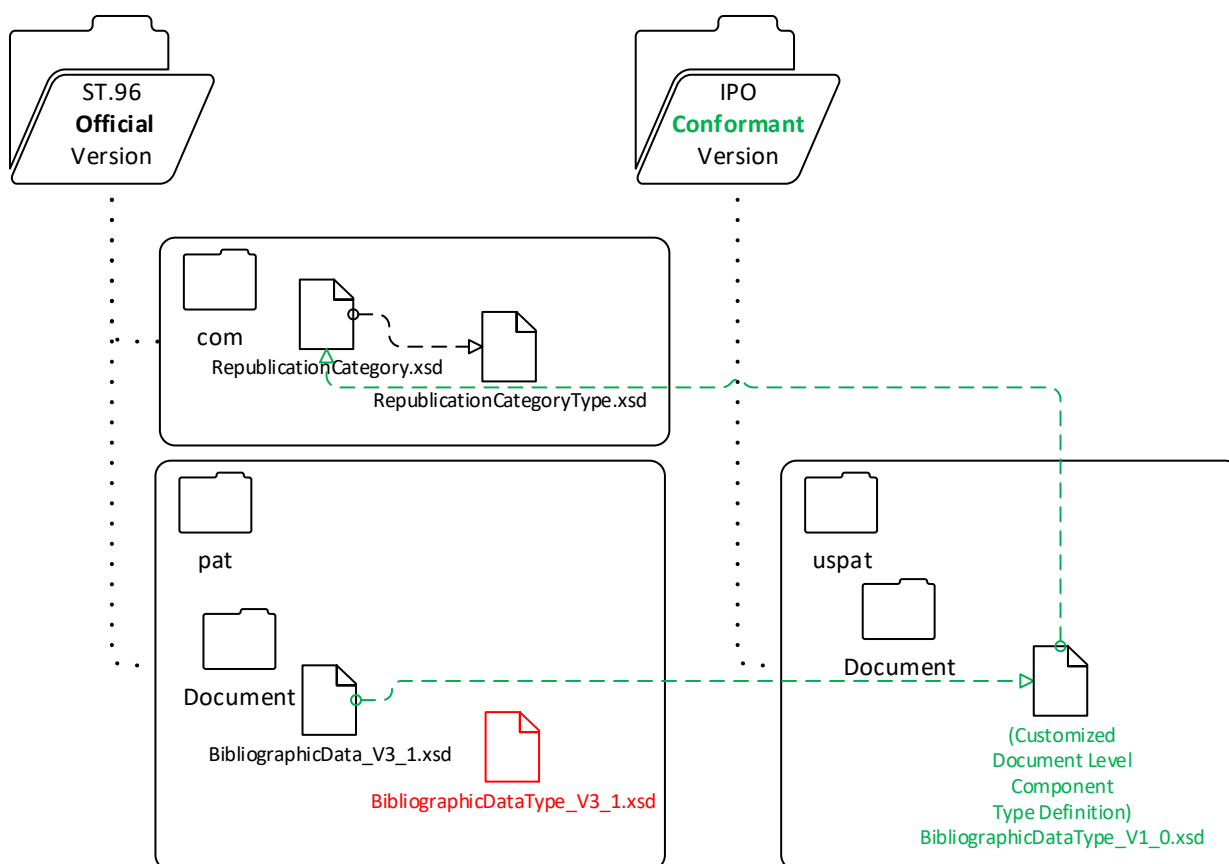 ST.96
Official
Version
IPO
Conformant
Version
com
RepublicationCategory.xsd
RepublicationCategoryType.xsd
pat
Document
BibliographicData_V3_1.xsd
BibliographicDataType_V3_1.xsd
uspat
Document
(Customized
Document Level
Component
Type Definition)
BibliographicDataType_V1_0.xsd